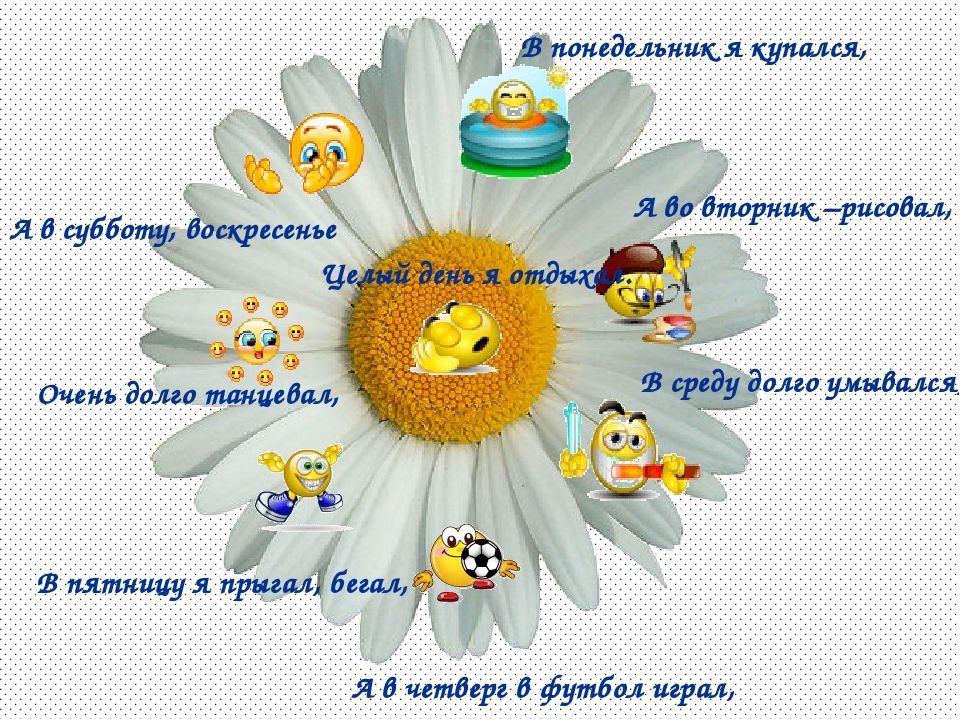 В понедельник я купался,
А во вторник –рисовал,
В среду долго умывался,
А в четверг в футбол играл,
В пятницу я прыгал, бегал,
Очень долго танцевал,
А в субботу, воскресенье
Целый день я отдыхал.